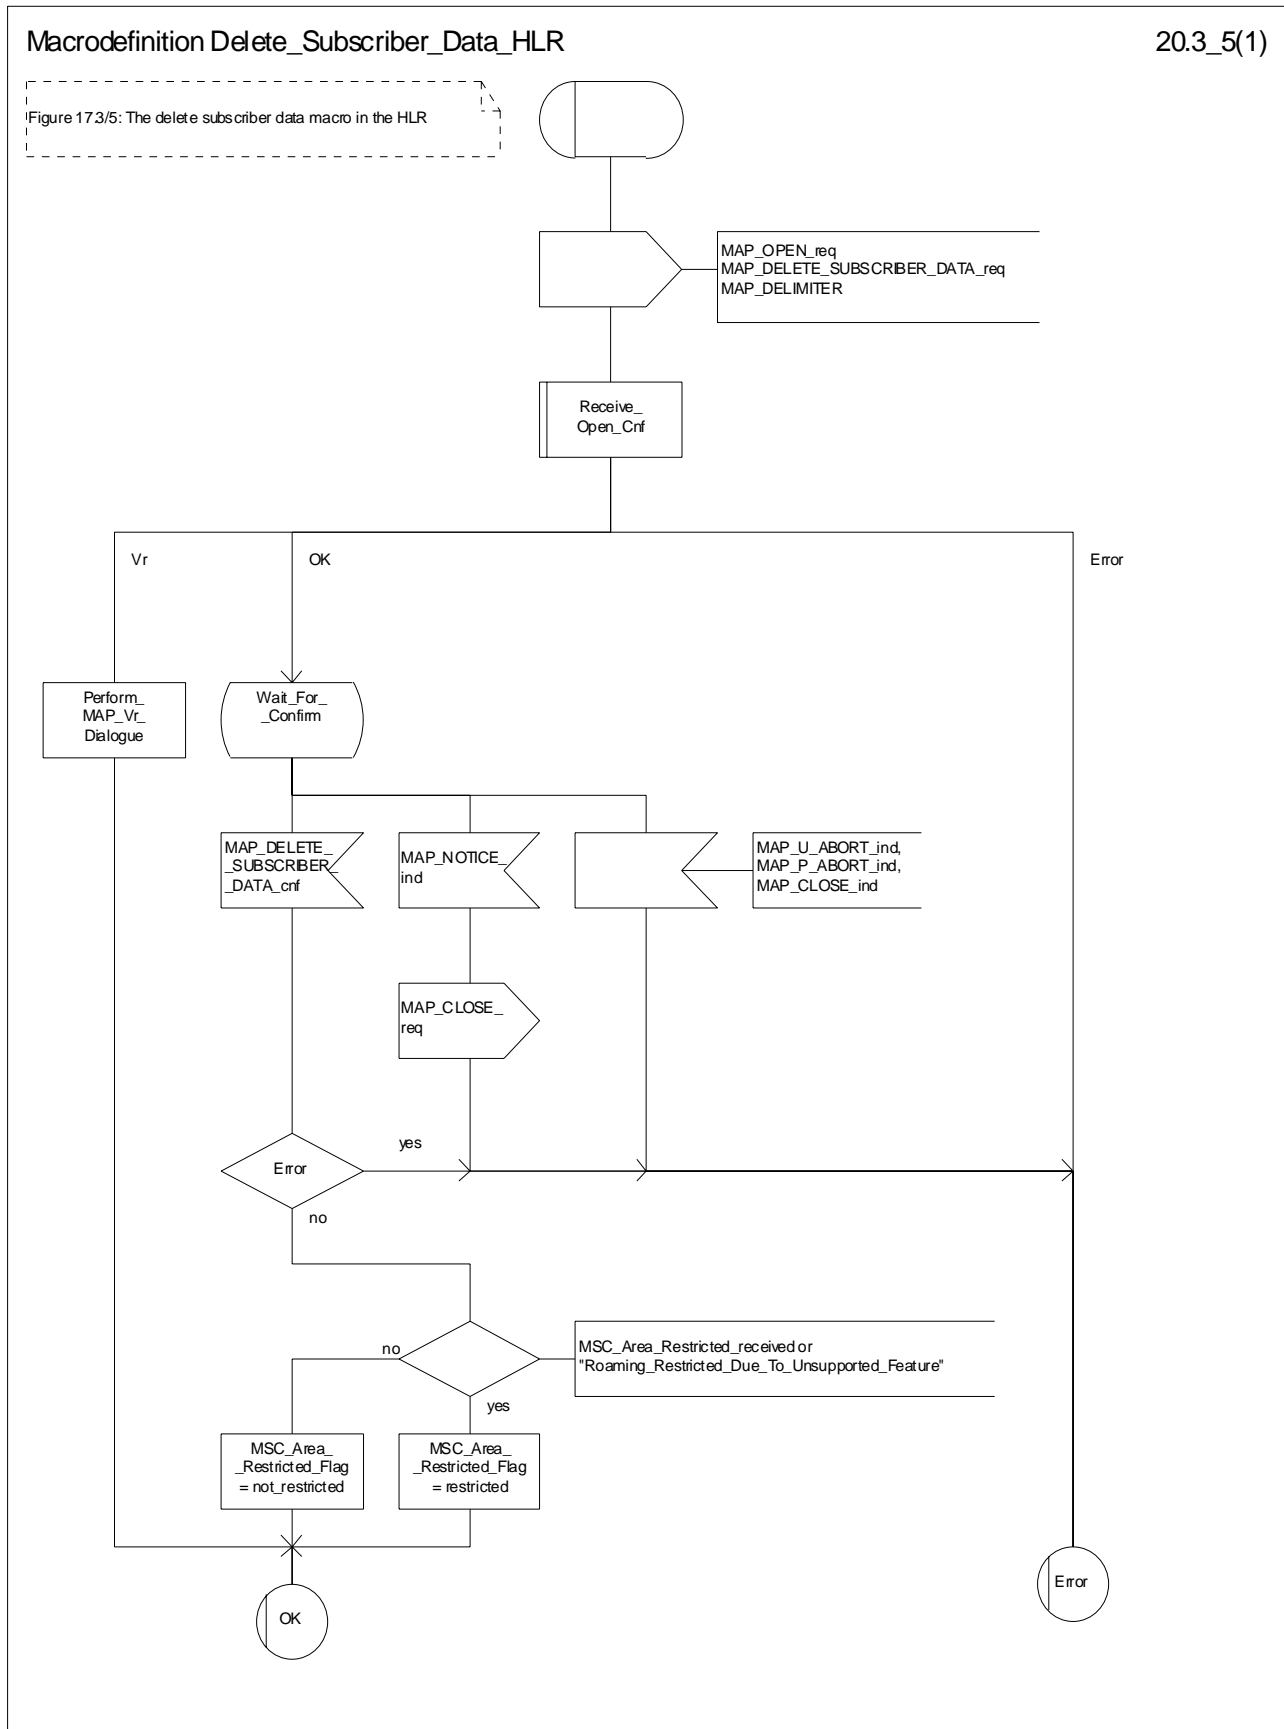 Macrodefinition Delete_Subscriber_Data_HLR
20.3_5(1)
Figure 17.3/5: The delete subscriber data macro in the HLR
MAP_OPEN_req
MAP_DELETE_SUBSCRIBER_DATA_req
MAP_DELIMITER
Receive_
Open_Cnf
Vr
OK
Error
Perform_
MAP_Vr_
Dialogue
Wait_For_
_Confirm
MAP_DELETE_
_SUBSCRIBER_
_DATA_cnf
MAP_NOTICE_
ind
MAP_U_ABORT_ind,
MAP_P_ABORT_ind,
MAP_CLOSE_ind
MAP_CLOSE_
req
Error
yes
no
no
MSC_Area_Restricted_received or
"Roaming_Restricted_Due_To_Unsupported_Feature"
yes
MSC_Area_
_Restricted_Flag
= not_restricted
MSC_Area_
_Restricted_Flag
= restricted
Error
OK